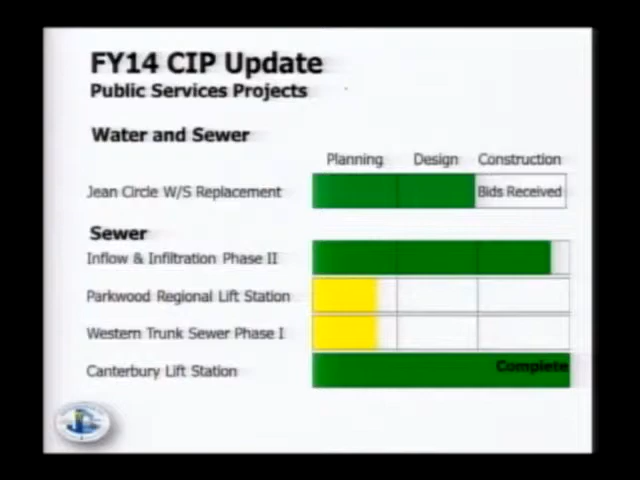 FY14 CIP Update
Public Services Projects
Water and Sewer
Planning Design Construction
Jean Circle W/S Replacement Bids Received
Sewer
Inflow & Infiltration Phase II
Parkwood Regional Lift Station
Western Trunk Sewer Phase I
Canterbury Lift Station Complete